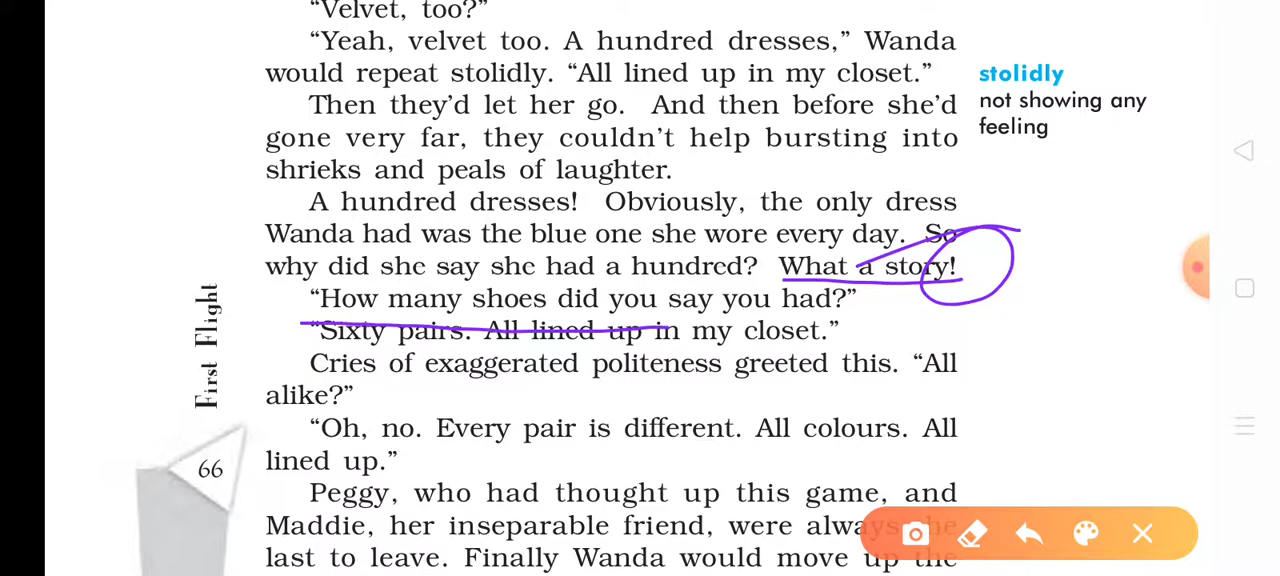 “Velvet, too?”
“Yeah, velvet too. A hundred dresses,” Wanda
would repeat stolidly. “All lined up in my closet.”
stolidly
not showing any
feeling
Then they’d let her go. And then before she’d
gone very far, they couldn’t help bursting into
shrieks and peals of laughter.
A hundred dresses! Obviously, the only dress
Wanda had was the blue one she wore every day. So
why did she say she had a hundred? What a story!
“How many shoes did you say you had?”
“Sixty pairs. All lined up in my closet.”
Cries of exaggerated politeness greeted this. “All
alike?”
“Oh, no. Every pair is different. All colours. All
lined up.”
Peggy, who had thought up this game, and
Maddie, her inseparable friend, were always the
last to leave. Finally Wanda would move up the
First Flight
66